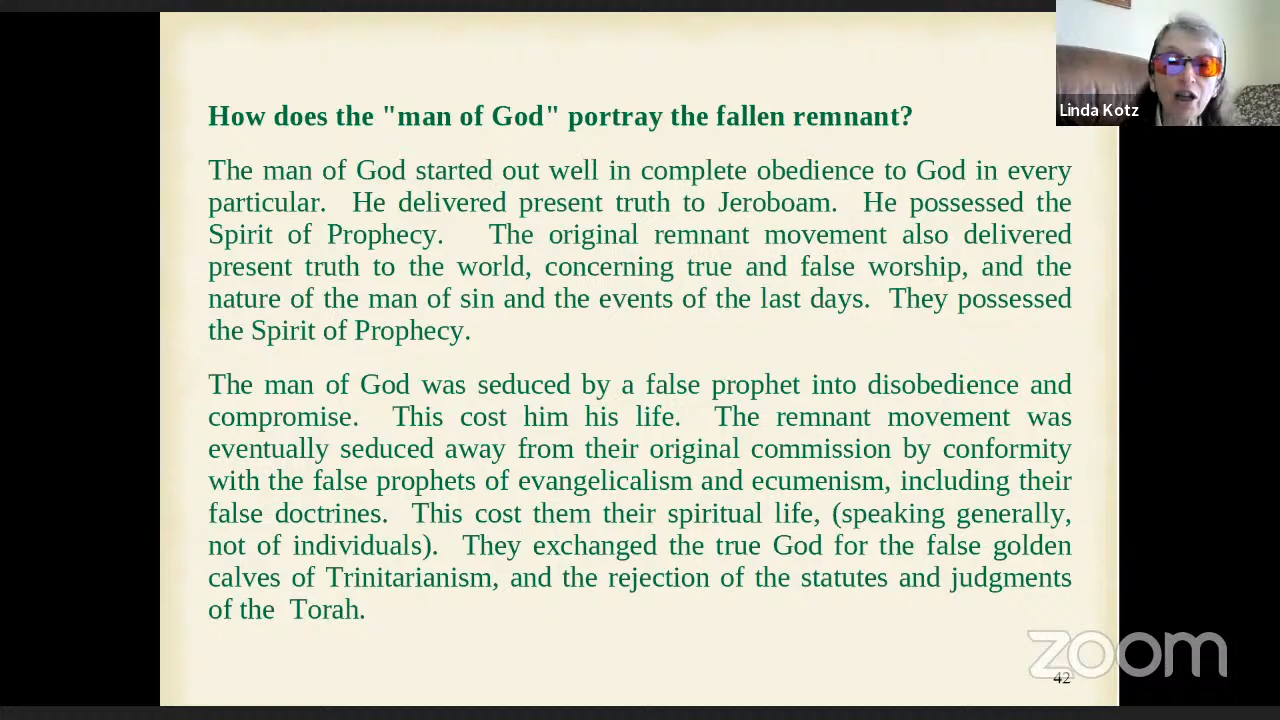 How does the "man of God" portray the fallen remnant?
The man of God started out well in complete obedience to God in every
particular. He delivered present truth to Jeroboam. He possessed the
Spirit of Prophecy. The original remnant movement also delivered
present truth to the world, concerning true and false worship, and the
nature of the man of sin and the events of the last days. They possessed
the Spirit of Prophecy.
The man of God was seduced by a false prophet into disobedience and
compromise. This cost him his life. The remnant movement was
eventually seduced away from their original commission by conformity
with the false prophets of evangelicalism and ecumenism, including their
false doctrines. This cost them their spiritual life, (speaking generally,
not of individuals). They exchanged the true God for the false golden
calves of Trinitarianism, and the rejection of the statutes and judgments
of the Torah.
Linda Kotz
zoom
42